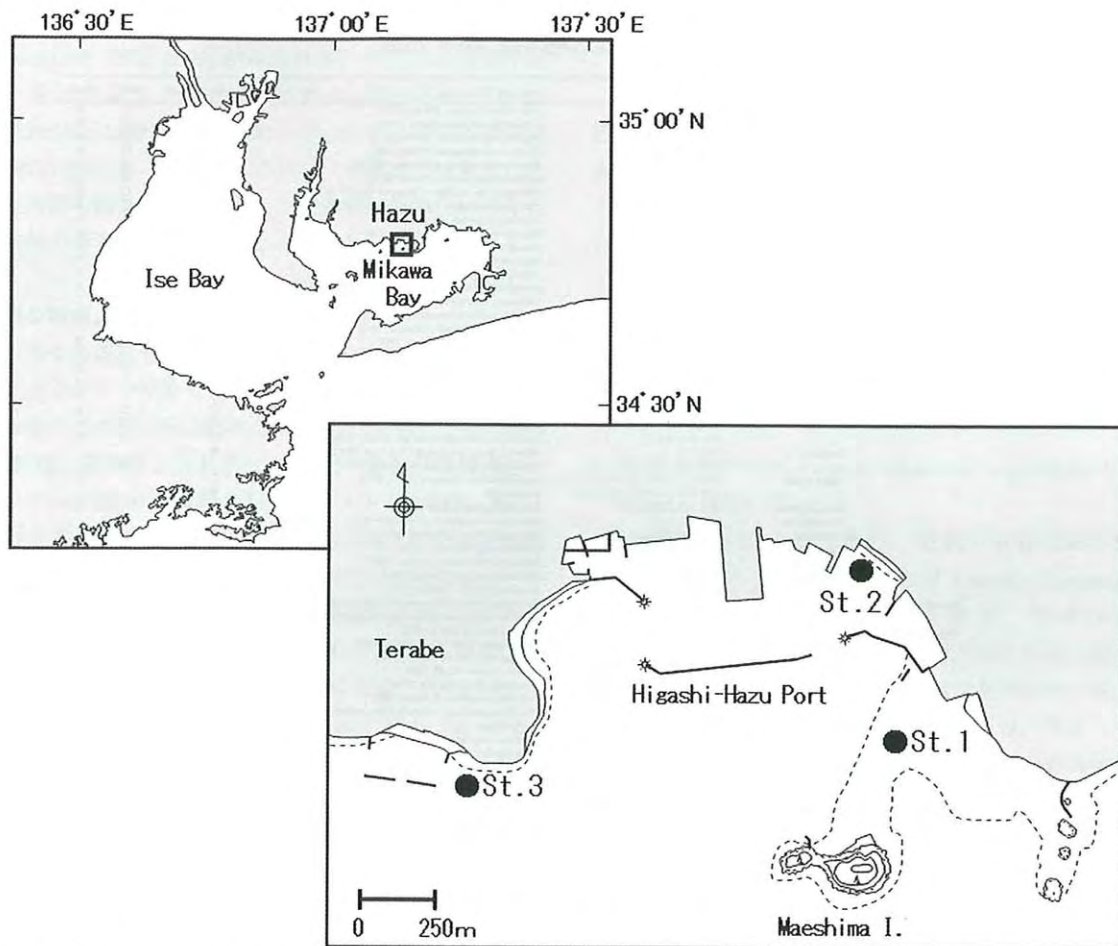 136°30'E
137°00'E
137°30'E
35°00'N
Hazu
Mikawa
Bay
Ise Bay
34°30'N
St.2
Terabe
Higashi-Hazu Port
St.1
St.3
0
250m
Maeshima I.